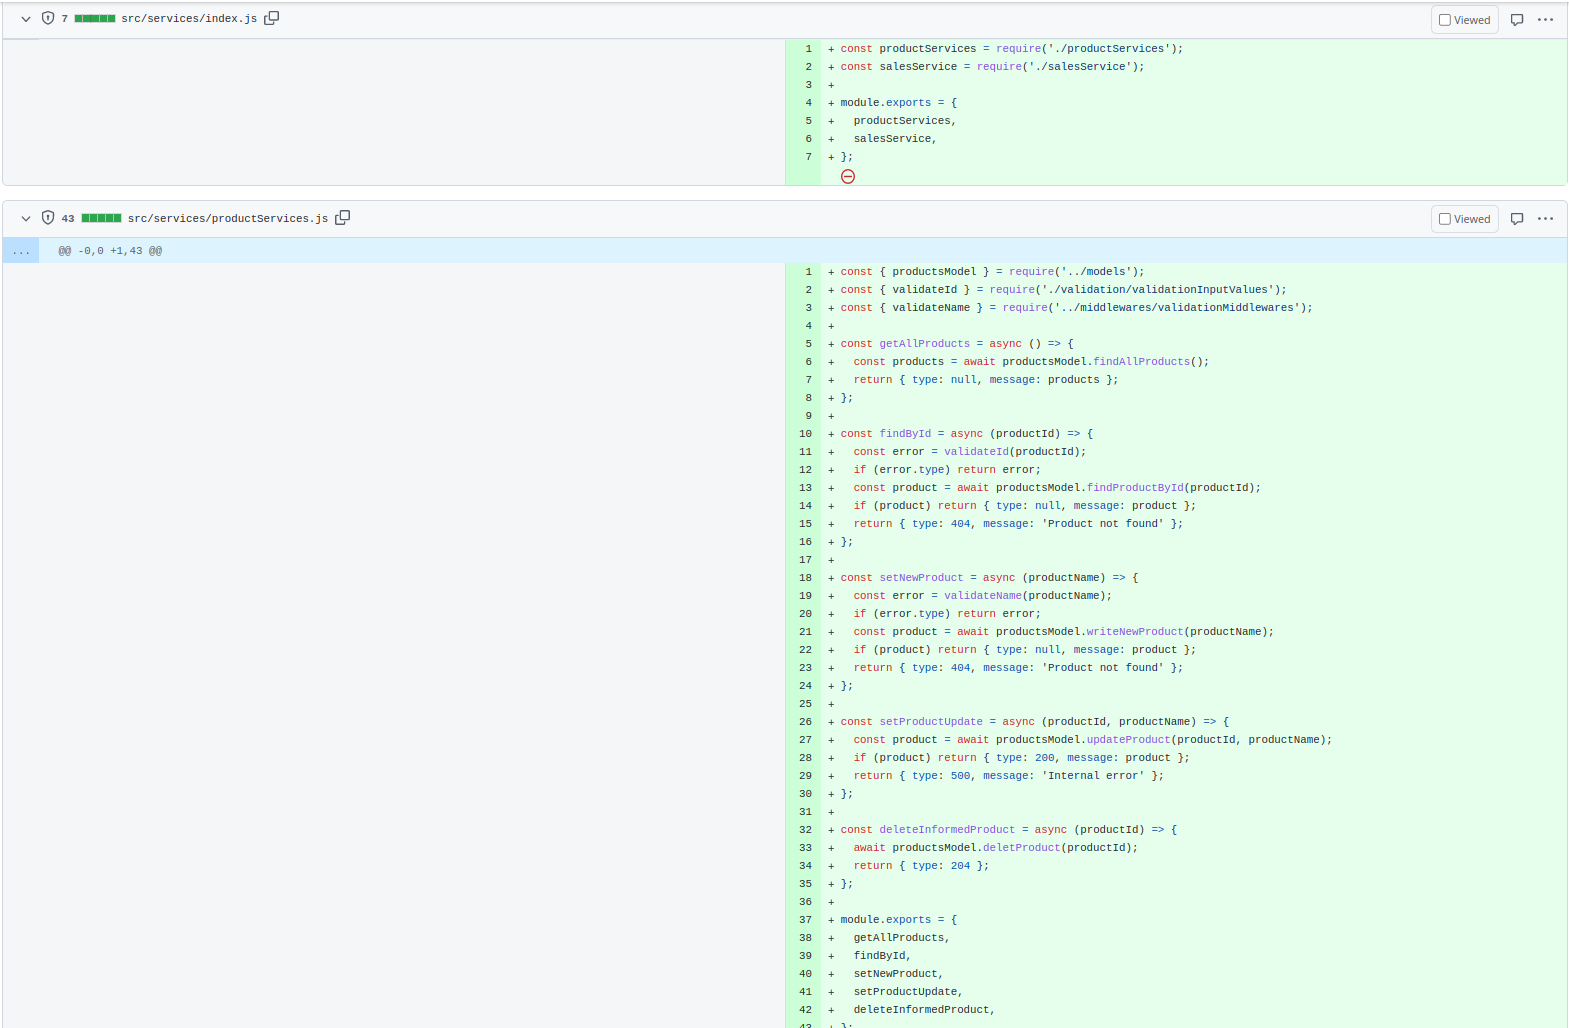 7 src/services/index.js Viewed
1 + const productServices = require('./productServices');
2 + const salesService = require('./salesService');
3 +
4 + module.exports = {
5 +   productServices,
6 +   salesService,
7 + };
43 src/services/productServices.js Viewed
... @@ -0,0 +1,43 @@
1 + const { productsModel } = require('../models');
2 + const { validateId } = require('./validation/validationInputValues');
3 + const { validateName } = require('../middlewares/validationMiddlewares');
4 +
5 + const getAllProducts = async () => {
6 +   const products = await productsModel.findAllProducts();
7 +   return { type: null, message: products };
8 + };
9 +
10 + const findById = async (productId) => {
11 +   const error = validateId(productId);
12 +   if (error.type) return error;
13 +   const product = await productsModel.findProductById(productId);
14 +   if (product) return { type: null, message: product };
15 +   return { type: 404, message: 'Product not found' };
16 + };
17 +
18 + const setNewProduct = async (productName) => {
19 +   const error = validateName(productName);
20 +   if (error.type) return error;
21 +   const product = await productsModel.writeNewProduct(productName);
22 +   if (product) return { type: null, message: product };
23 +   return { type: 404, message: 'Product not found' };
24 + };
25 +
26 + const setProductUpdate = async (productId, productName) => {
27 +   const product = await productsModel.updateProduct(productId, productName);
28 +   if (product) return { type: 200, message: product };
29 +   return { type: 500, message: 'Internal error' };
30 + };
31 +
32 + const deleteInformedProduct = async (productId) => {
33 +   await productsModel.deletProduct(productId);
34 +   return { type: 204 };
35 + };
36 +
37 + module.exports = {
38 +   getAllProducts,
39 +   findById,
40 +   setNewProduct,
41 +   setProductUpdate,
42 +   deleteInformedProduct,
43 + };